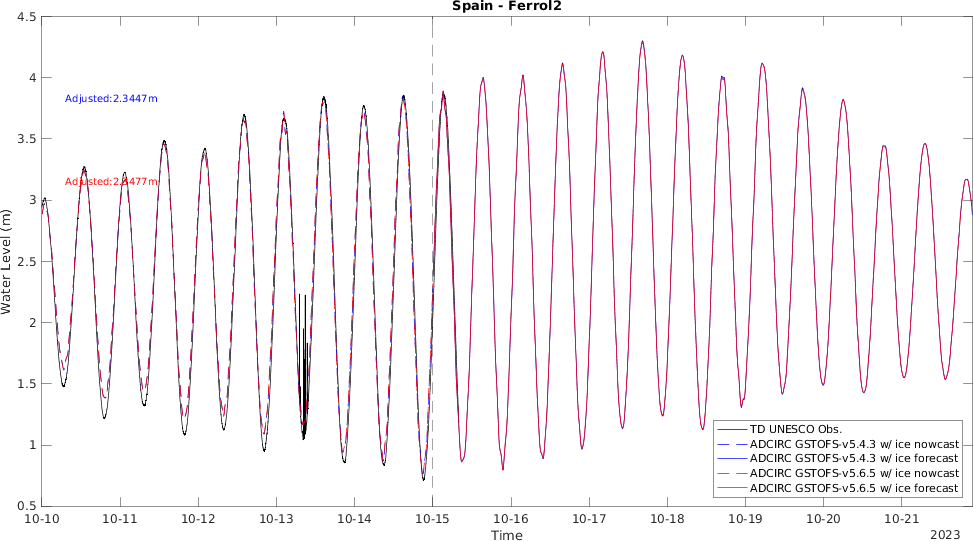 Spain - Ferrol2
4.5
4
3.5
3
2.5
2
1.5
1
0.5
Water Level (m)
Adjusted:2.3447m
TD UNESCO Obs.
ADCIRC GSTOFS-v5.4.3 w/ ice nowcast
ADCIRC GSTOFS-v5.4.3 w/ ice forecast
ADCIRC GSTOFS-v5.6.5 w/ ice nowcast
ADCIRC GSTOFS-v5.6.5 w/ ice forecast
10-10
10-11
10-12
10-13
10-14
10-15
10-16
10-17
10-18
10-19
10-20
10-21
Time
2023